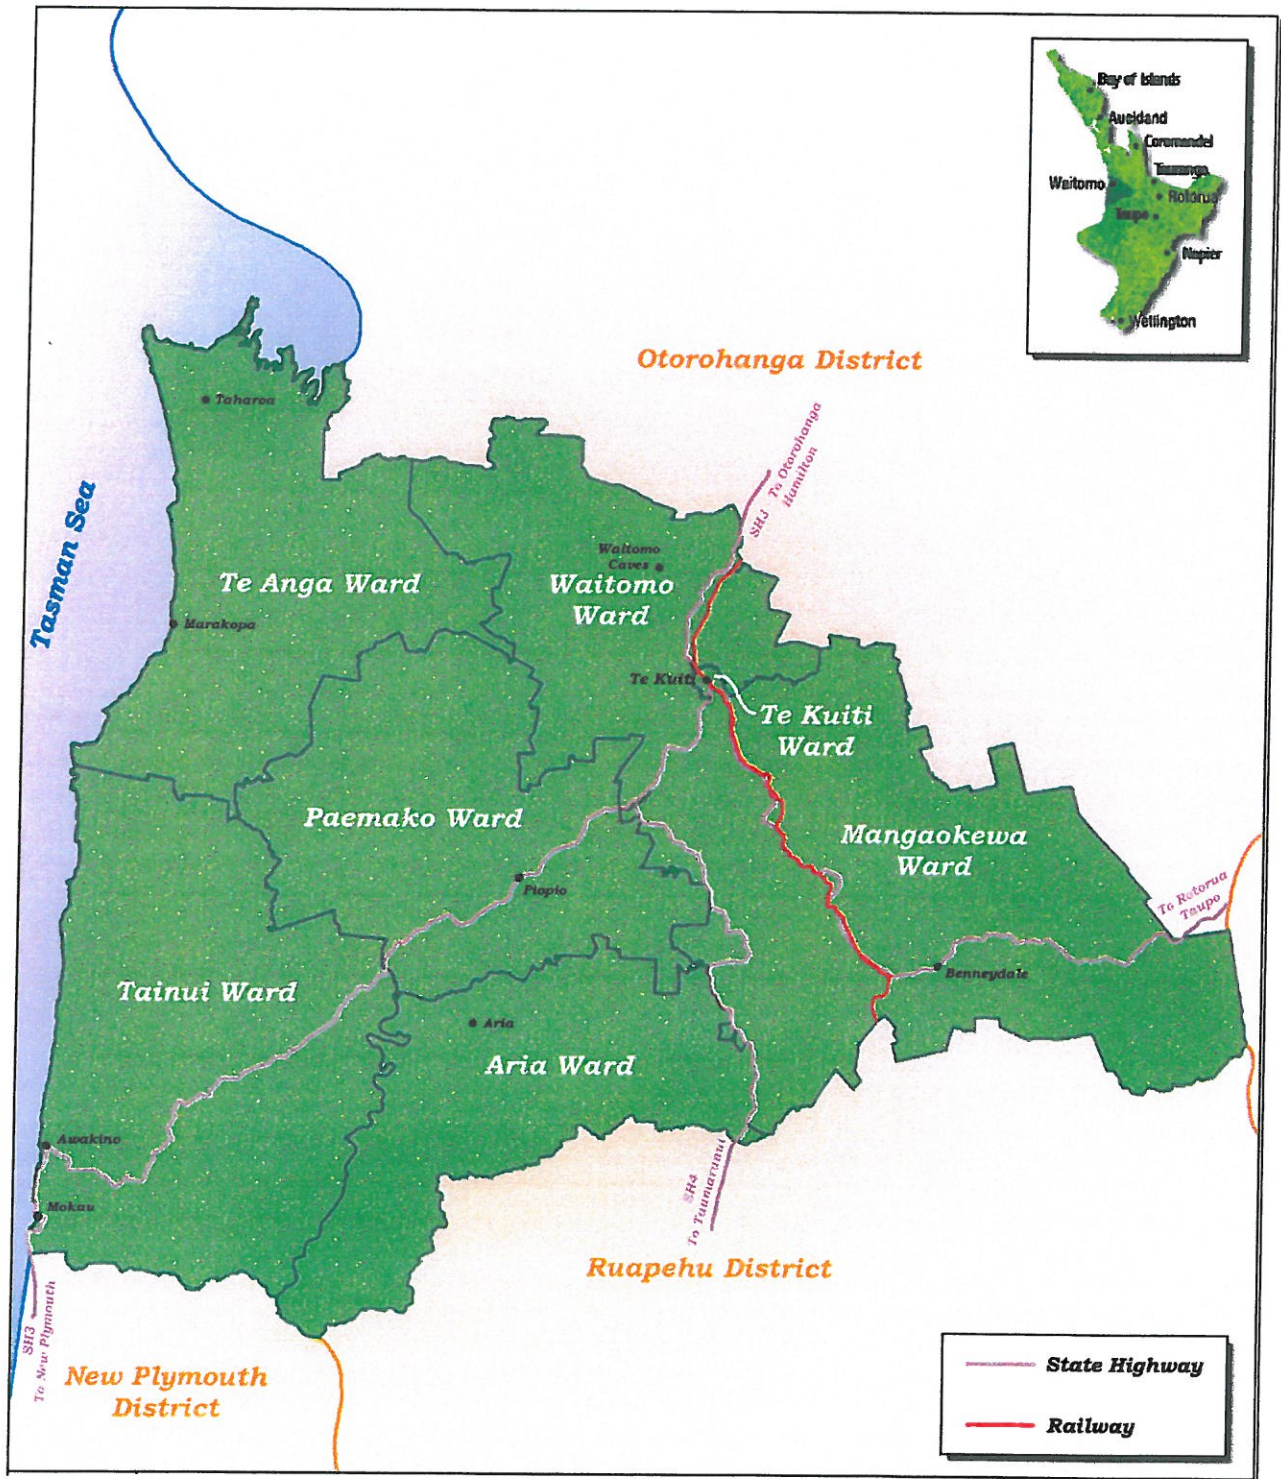 Bay of Islands
Auckland
Coromandel
Tauranga
Waitomo
Rotorua
Taupo
Napier
Wellington
Otorohanga District
Taharoa
SH3 To Otorohanga
Hamilton
Tasman Sea
Waitomo
Caves
Te Anga Ward
Waitomo
Ward
Marakopa
Te Kuiti
Te Kuiti
Ward
Paemako Ward
Mangaokewa
Ward
Piopio
To Rotorua
Taupo
Tainui Ward
Benneydale
Aria
Aria Ward
Awakino
Mokau
SH4
To Taumarunui
Ruapehu District
SH3
To New Plymouth
New Plymouth
District
State Highway
Railway